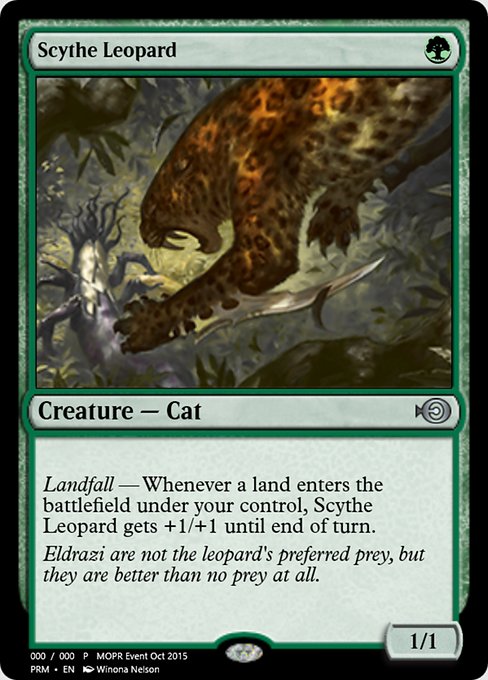 Scythe Leopard
Creature — Cat
Landfall — Whenever a land enters the
battlefield under your control, Scythe
Leopard gets +1/+1 until end of turn.
Eldrazi are not the leopard's preferred prey, but
they are better than no prey at all.
1/1
000 / 000 P MOPR Event Oct 2015
PRM • EN Winona Nelson